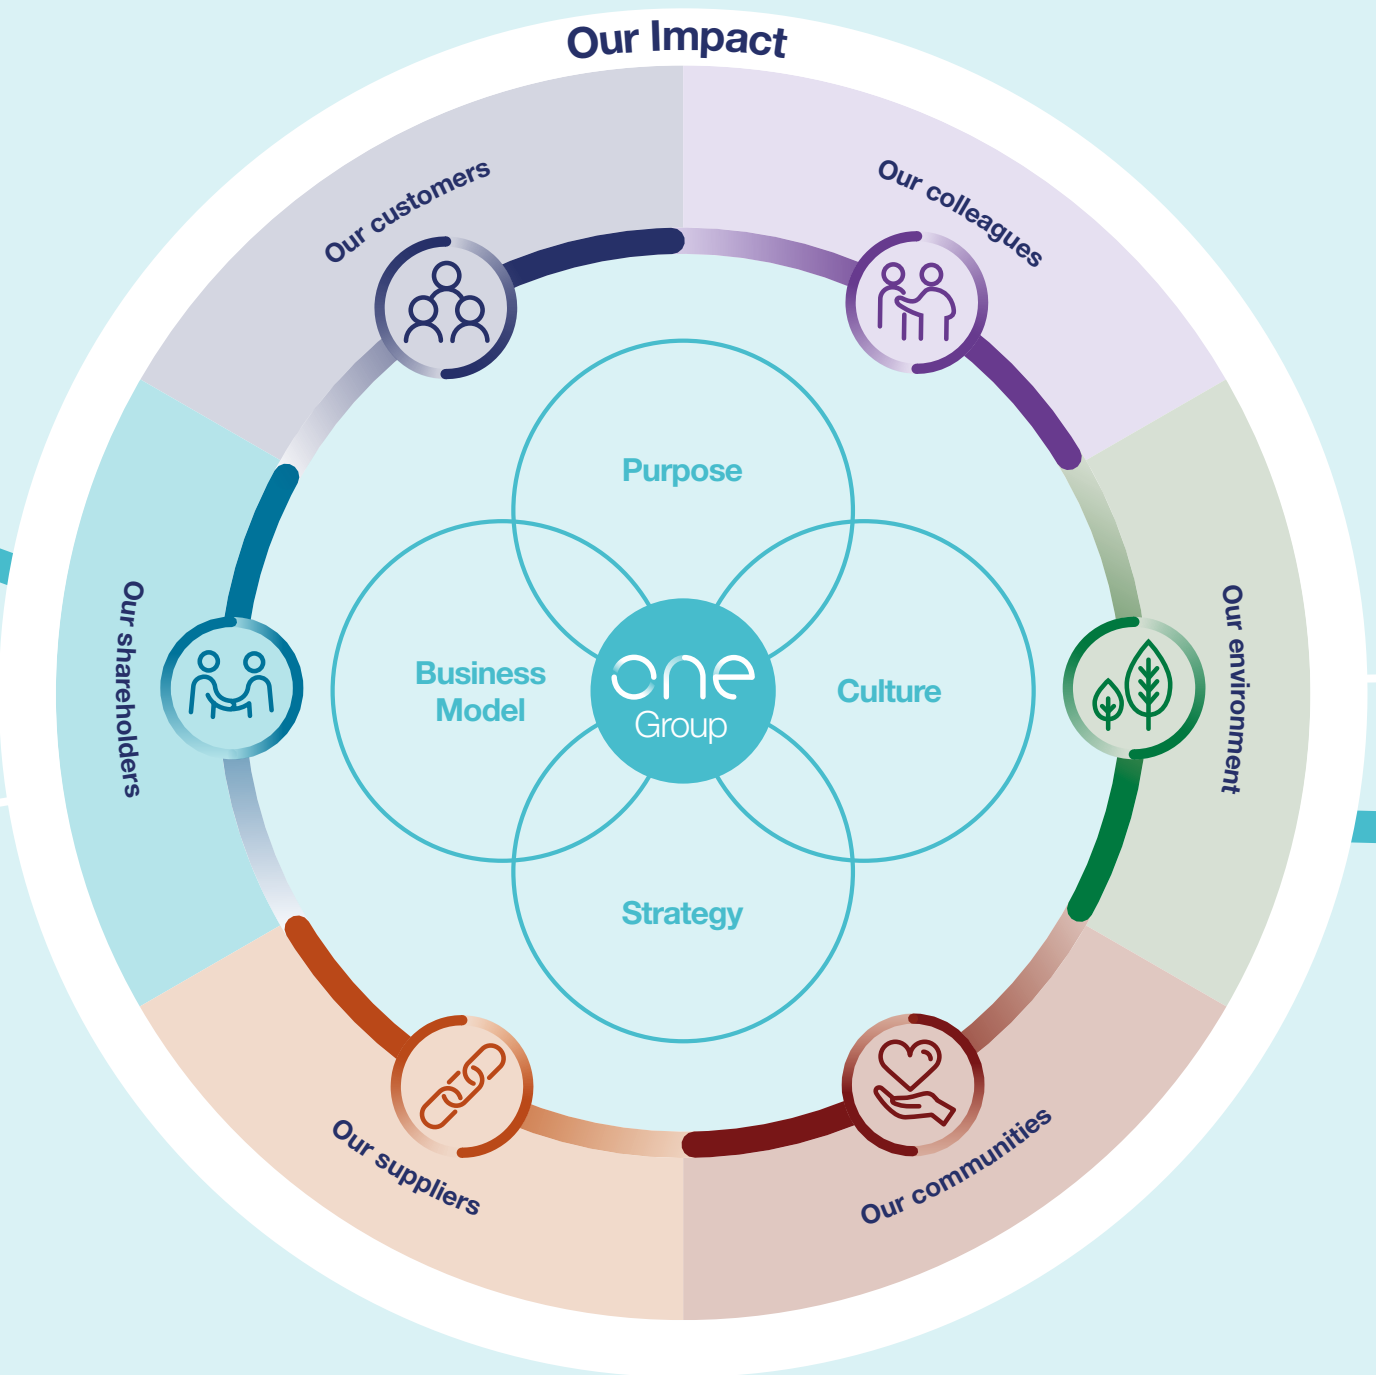 Our Impact
Our customers
Our colleagues
Purpose
Business
Model
one
Group
Culture
Our shareholders
Our environment
Strategy
Our suppliers
Our communities